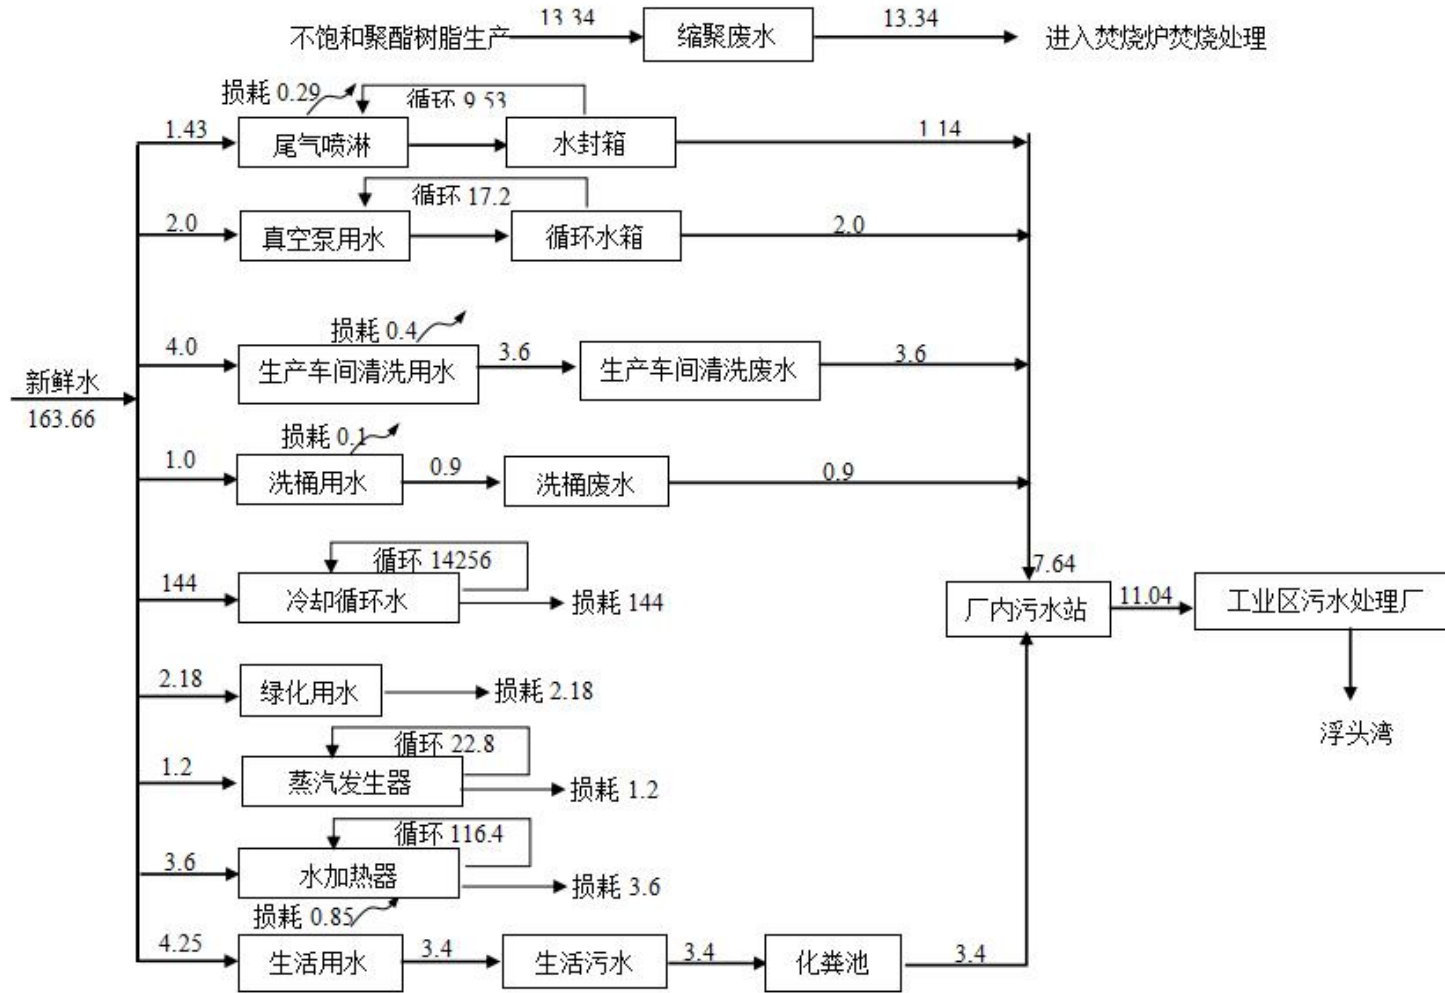 13.34
13.34
不饱和聚酯树脂生产
缩聚废水
进入焚烧炉焚烧处理
损耗 0.29
循环 9.53
1.43
尾气喷淋
水封箱
1.14
循环 17.2
2.0
真空泵用水
循环水箱
2.0
损耗 0.4
4.0
生产车间清洗用水
3.6
生产车间清洗废水
3.6
新鲜水
163.66
损耗 0.1
1.0
洗桶用水
0.9
洗桶废水
0.9
循环 14256
144
冷却循环水
损耗 144
7.64
厂内污水站
11.04
工业区污水处理厂
浮头湾
2.18
绿化用水
损耗 2.18
循环 22.8
1.2
蒸汽发生器
损耗 1.2
循环 116.4
3.6
水加热器
损耗 3.6
损耗 0.85
4.25
生活用水
3.4
生活污水
3.4
化粪池
3.4